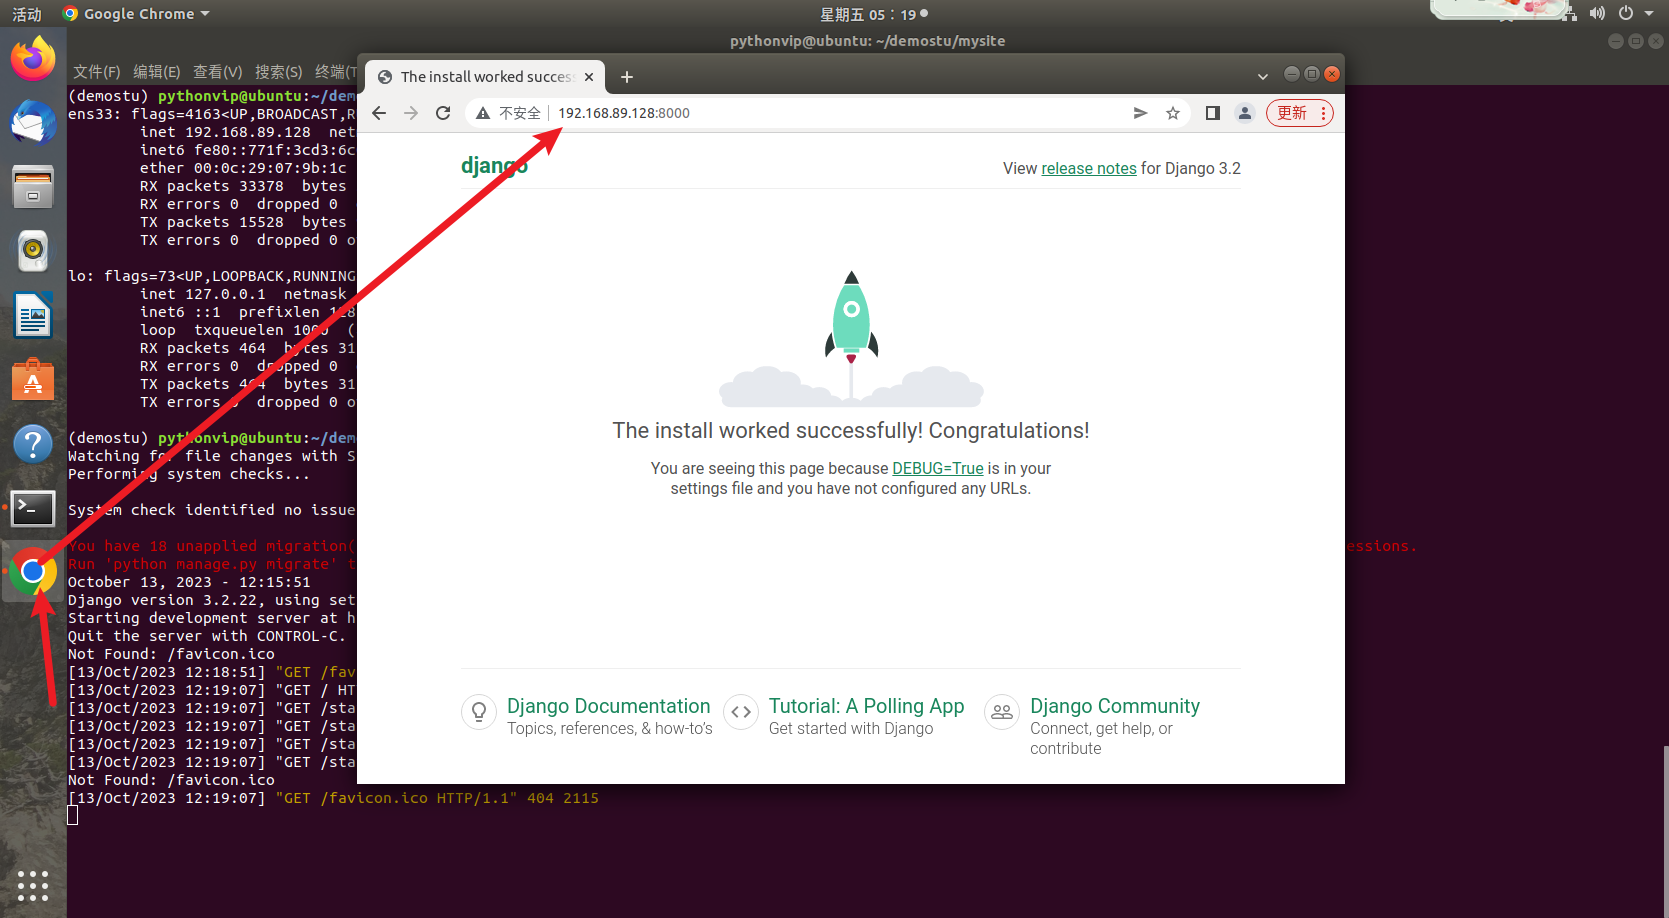 活动 Google Chrome 星期五 05：19
pythonvip@ubuntu: ~/demostu/mysite
文件(F) 编辑(E) 查看(V) 搜索(S) 终端(T
The install worked success
不安全 192.168.89.128:8000 更新
(demostu) pythonvip@ubuntu:~/dem
ens33: flags=4163<UP,BROADCAST,R
inet 192.168.89.128 net
inet6 fe80::771f:3cd3:6c
ether 00:0c:29:07:9b:1c
RX packets 33378 bytes
RX errors 0 dropped 0
TX packets 15528 bytes
TX errors 0 dropped 0 o
lo: flags=73<UP,LOOPBACK,RUNNING
inet 127.0.0.1 netmask
inet6 ::1 prefixlen 128
loop txqueuelen 1000 (
RX packets 464 bytes 31
RX errors 0 dropped 0
TX packets 464 bytes 31
TX errors 0 dropped 0 o
(demostu) pythonvip@ubuntu:~/dem
Watching for file changes with S
Performing system checks...
System check identified no issue
You have 18 unapplied migration( essions.
Run 'python manage.py migrate' t
October 13, 2023 - 12:15:51
Django version 3.2.22, using set
Starting development server at h
Quit the server with CONTROL-C.
Not Found: /favicon.ico
[13/Oct/2023 12:18:51] "GET /fav
[13/Oct/2023 12:19:07] "GET / HT
[13/Oct/2023 12:19:07] "GET /sta
[13/Oct/2023 12:19:07] "GET /sta
[13/Oct/2023 12:19:07] "GET /sta
[13/Oct/2023 12:19:07] "GET /sta
Not Found: /favicon.ico
[13/Oct/2023 12:19:07] "GET /favicon.ico HTTP/1.1" 404 2115
django
View release notes for Django 3.2
The install worked successfully! Congratulations!
You are seeing this page because DEBUG=True is in your
settings file and you have not configured any URLs.
Django Documentation
Topics, references, & how-to's
Tutorial: A Polling App
Get started with Django
Django Community
Connect, get help, or
contribute